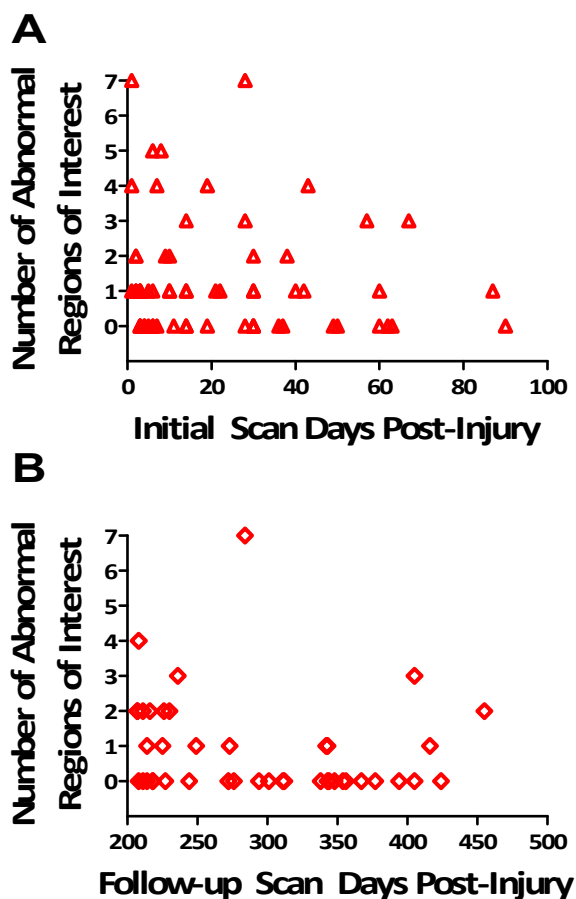 A
Number of Abnormal
Regions of Interest
7
6
5
4
3
2
1
0
0 20 40 60 80 100
Initial Scan Days Post-Injury
B
Number of Abnormal
Regions of Interest
7
6
5
4
3
2
1
0
200 250 300 350 400 450 500
Follow-up Scan Days Post-Injury